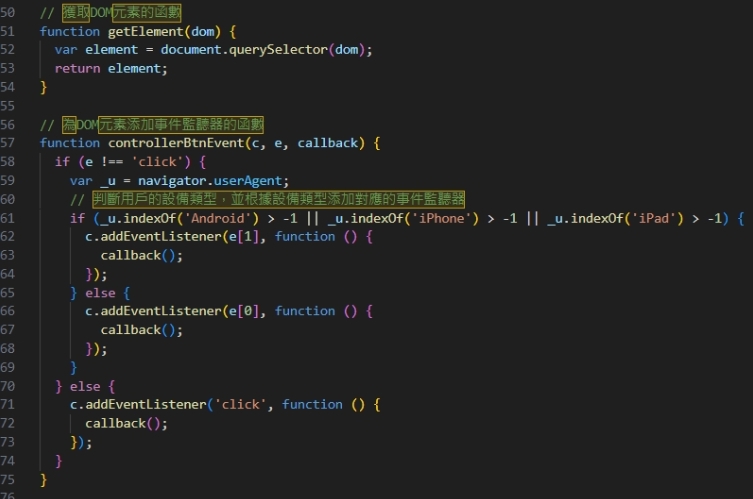 50 // 獲取DOM元素的函數
51 function getElement(dom) {
52   var element = document.querySelector(dom);
53   return element;
54 }
55
56 // 為DOM元素添加事件監聽器的函數
57 function controllerBtnEvent(c, e, callback) {
58   if (e !== 'click') {
59     var _u = navigator.userAgent;
60     // 判斷用戶的設備類型，並根據設備類型添加對應的事件監聽器
61     if (_u.indexOf('Android') > -1 || _u.indexOf('iPhone') > -1 || _u.indexOf('iPad') > -1) {
62       c.addEventListener(e[1], function () {
63         callback();
64       });
65     } else {
66       c.addEventListener(e[0], function () {
67         callback();
68       });
69     }
70   } else {
71     c.addEventListener('click', function () {
72       callback();
73     });
74   }
75 }
76